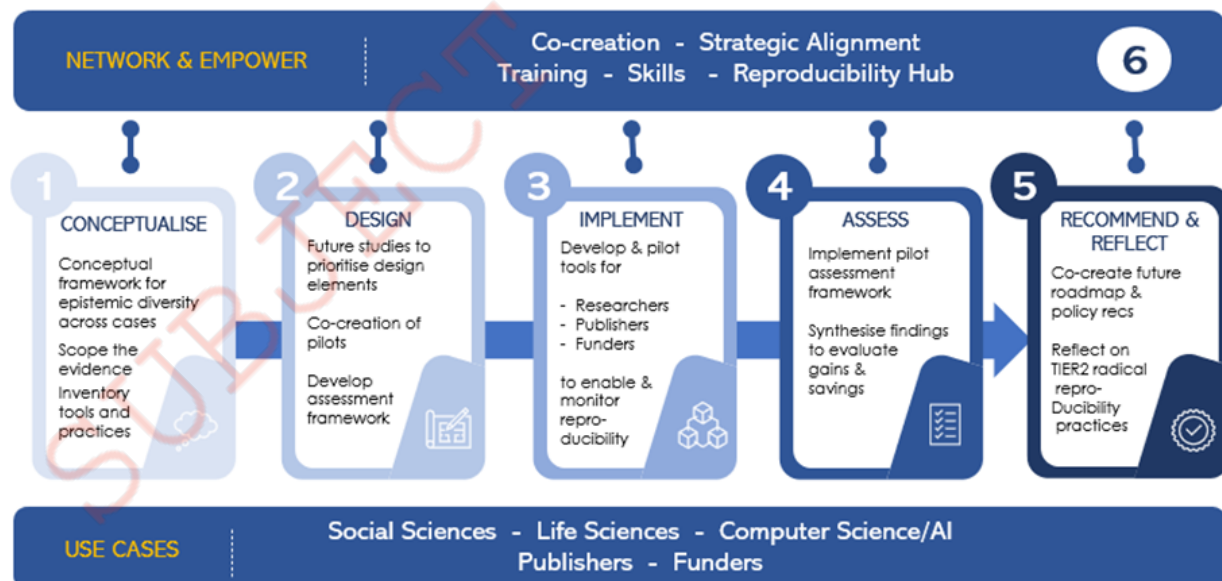 NETWORK & EMPOWER
Co-creation - Strategic Alignment
Training - Skills - Reproducibility Hub
6
1
CONCEPTUALISE
Conceptual
framework for
epistemic diversity
across cases
Scope the
evidence
Inventory
tools and
practices
2
DESIGN
Future studies to
prioritise design
elements
Co-creation of
pilots
Develop
assessment
framework
3
IMPLEMENT
Develop & pilot
tools for
- Researchers
- Publishers
- Funders
to enable &
monitor
repro-
ducibility
4
ASSESS
Implement pilot
assessment
framework
Synthesise findings
to evaluate
gains &
savings
5
RECOMMEND &
REFLECT
Co-create future
roadmap &
policy recs
Reflect on
TIER2 radical
repro-
Ducibility
practices
USE CASES
Social Sciences - Life Sciences - Computer Science/AI
Publishers - Funders
SUBJECT